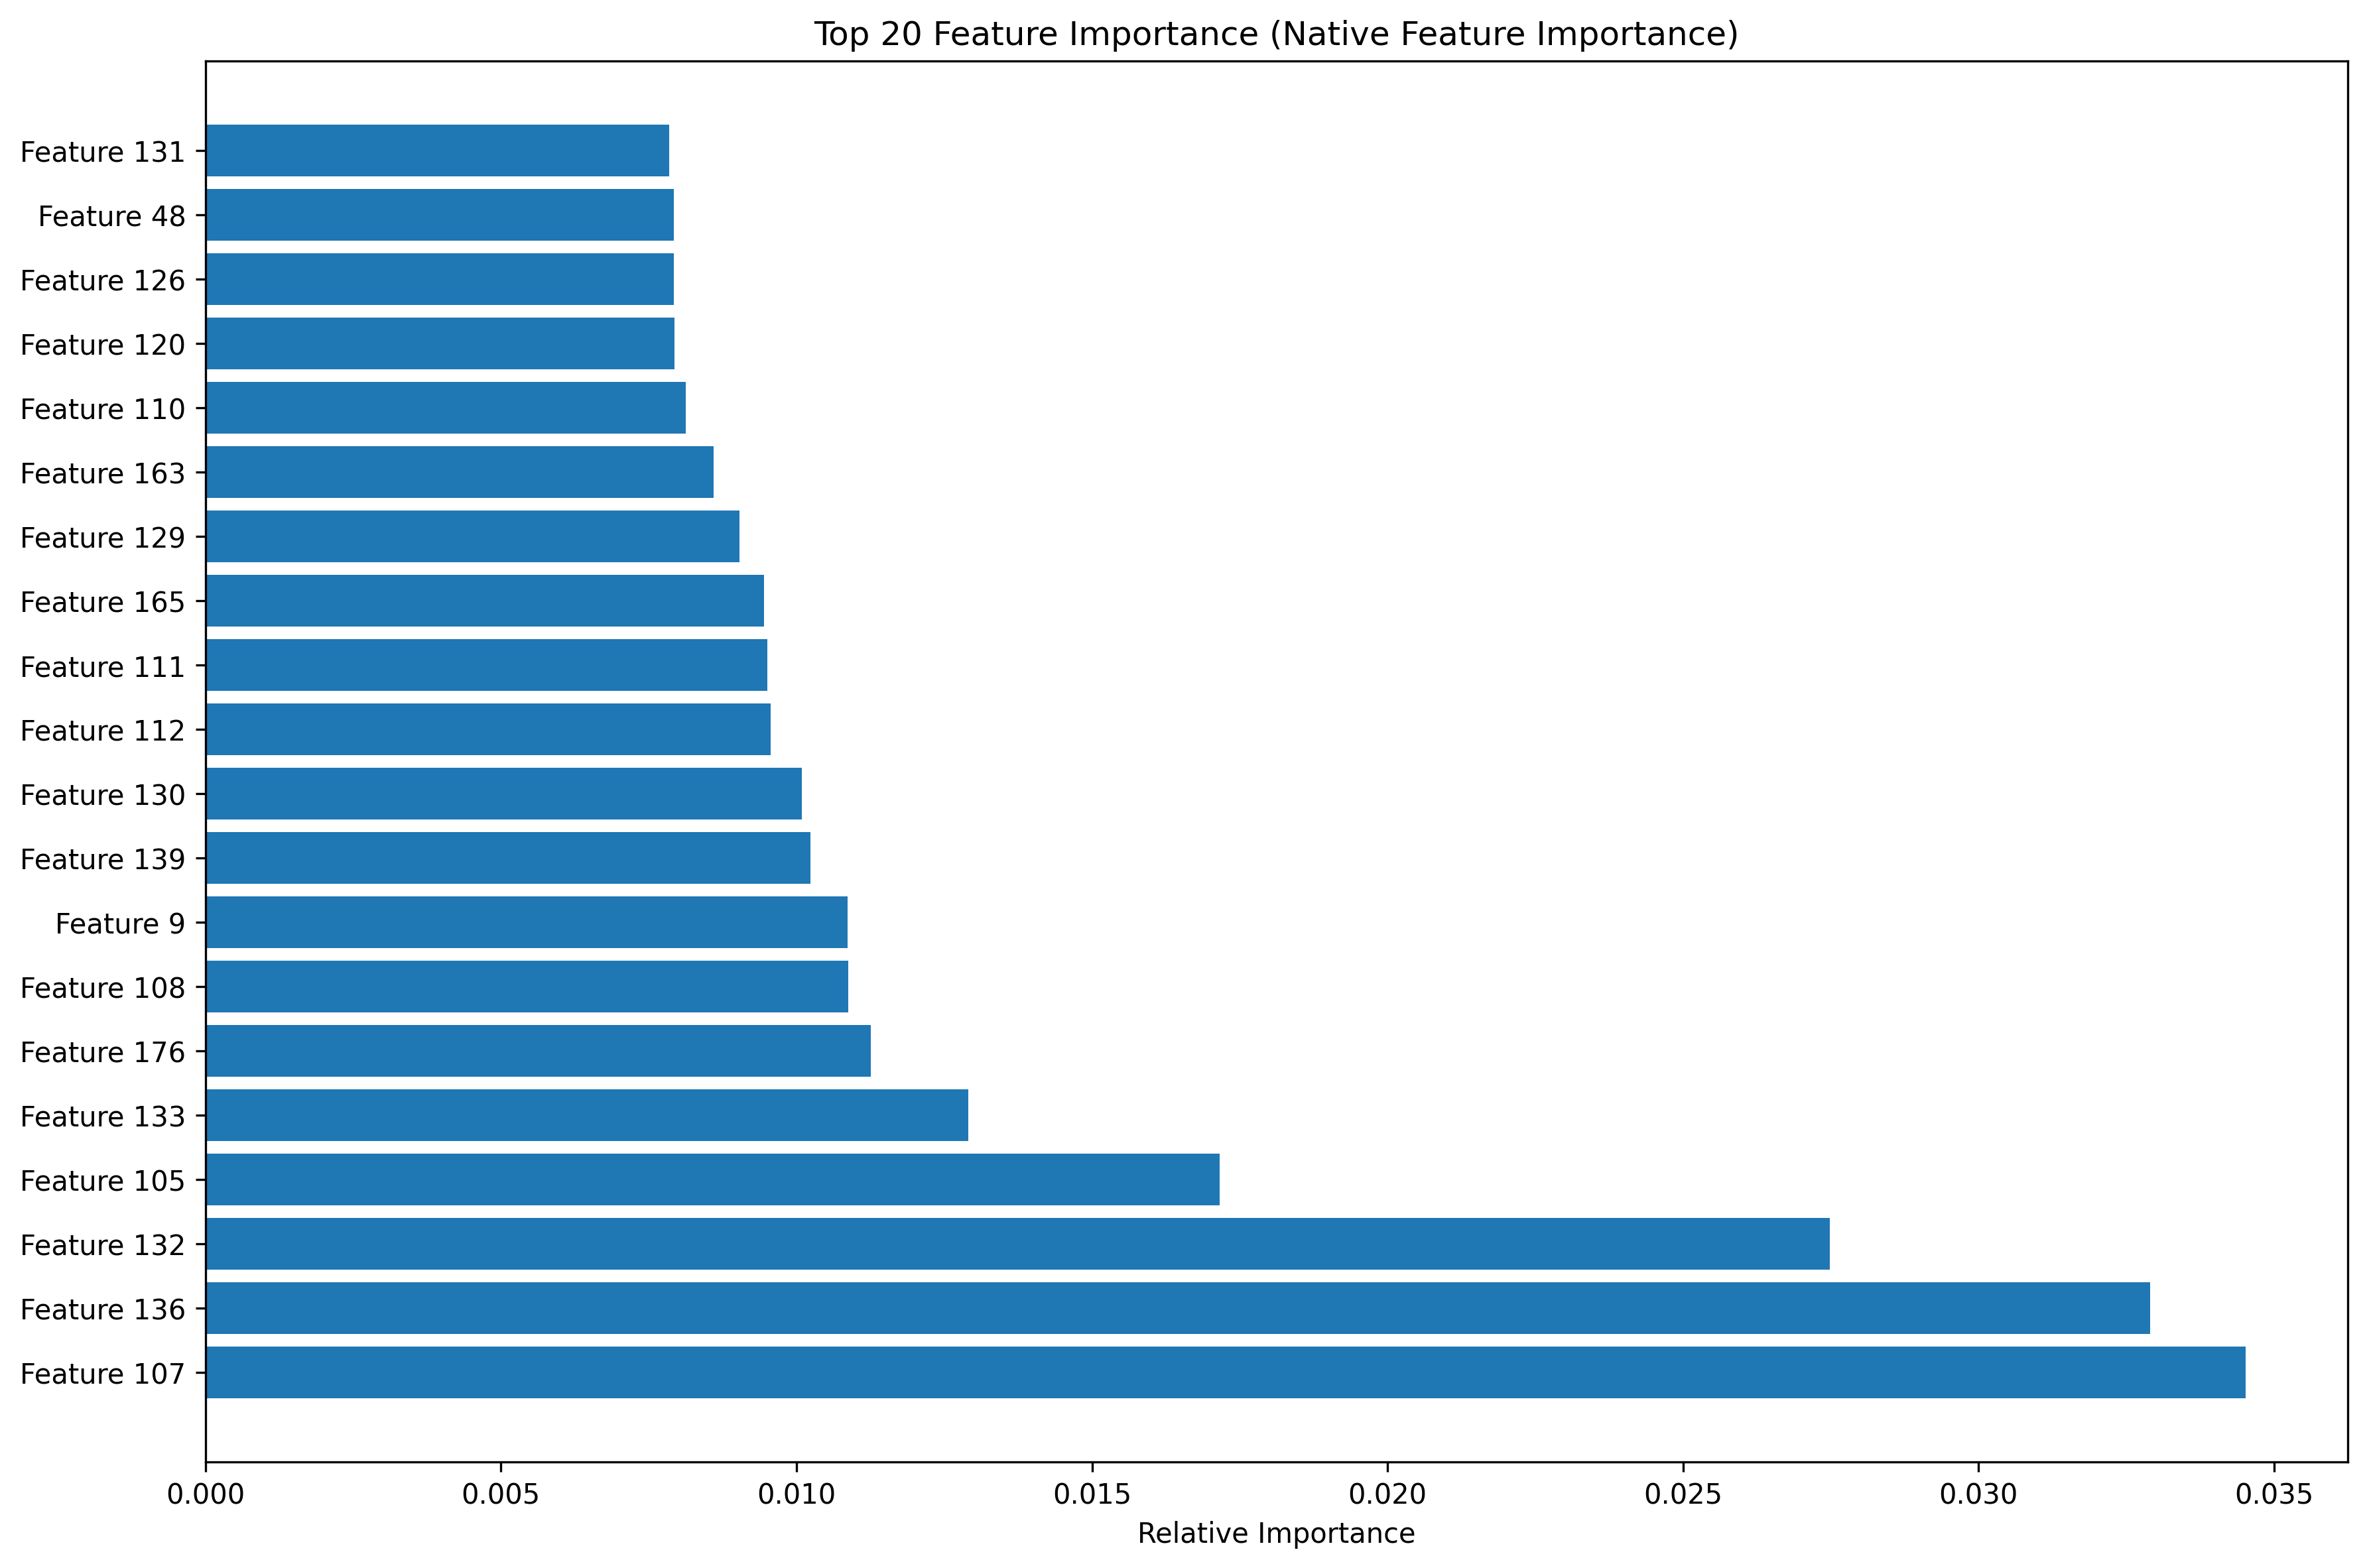 Top 20 Feature Importance (Native Feature Importance)
Feature 131
Feature 48
Feature 126
Feature 120
Feature 110
Feature 163
Feature 129
Feature 165
Feature 111
Feature 112
Feature 130
Feature 139
Feature 9
Feature 108
Feature 176
Feature 133
Feature 105
Feature 132
Feature 136
Feature 107
0.000 0.005 0.010 0.015 0.020 0.025 0.030 0.035
Relative Importance